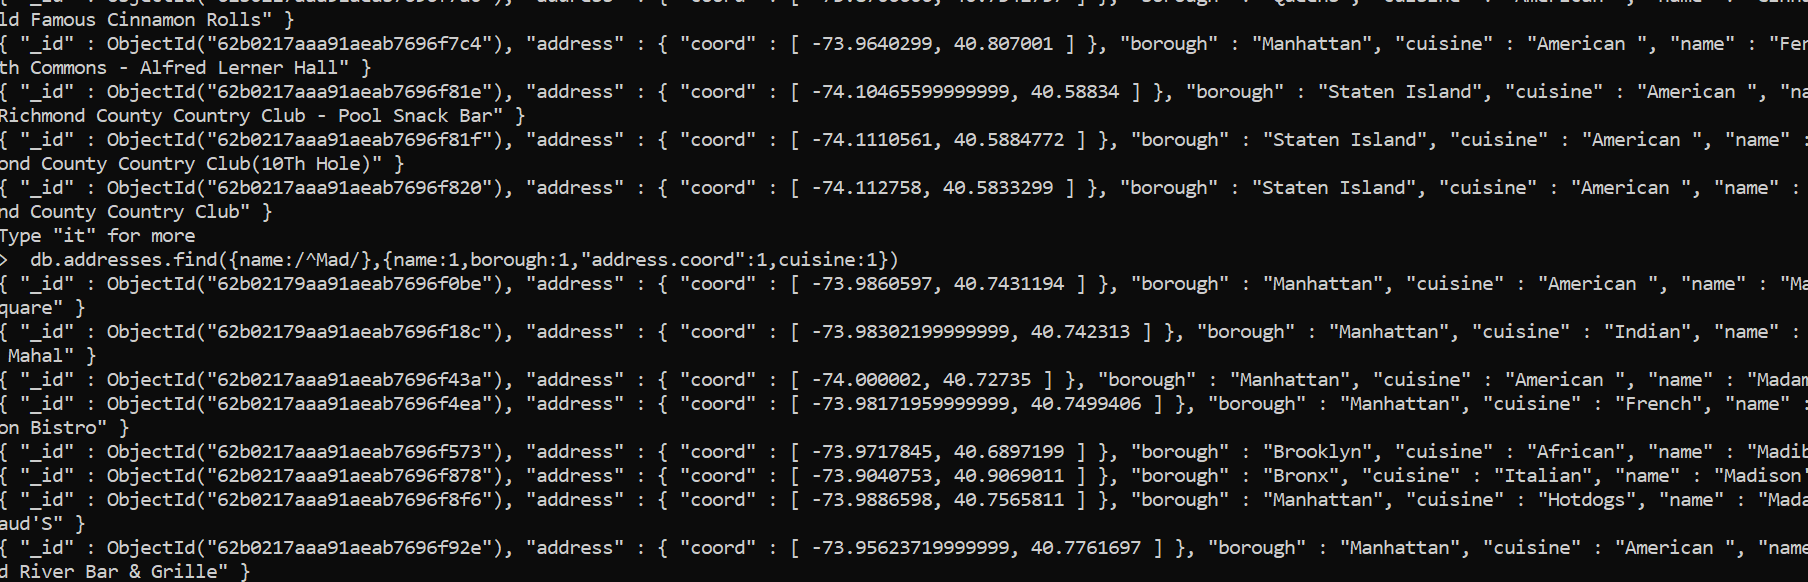 ld Famous Cinnamon Rolls" }
{ "_id" : ObjectId("62b0217aaa91aeab7696f7c4"), "address" : { "coord" : [ -73.9640299, 40.807001 ] }, "borough" : "Manhattan", "cuisine" : "American ", "name" : "Fer
th Commons - Alfred Lerner Hall" }
{ "_id" : ObjectId("62b0217aaa91aeab7696f81e"), "address" : { "coord" : [ -74.10465599999999, 40.58834 ] }, "borough" : "Staten Island", "cuisine" : "American ", "na
Richmond County Country Club - Pool Snack Bar" }
{ "_id" : ObjectId("62b0217aaa91aeab7696f81f"), "address" : { "coord" : [ -74.1110561, 40.5884772 ] }, "borough" : "Staten Island", "cuisine" : "American ", "name" :
ond County Country Club(10Th Hole)" }
{ "_id" : ObjectId("62b0217aaa91aeab7696f820"), "address" : { "coord" : [ -74.112758, 40.5833299 ] }, "borough" : "Staten Island", "cuisine" : "American ", "name" :
nd County Country Club" }
Type "it" for more
> db.addresses.find({name:/^Mad/},{name:1,borough:1,"address.coord":1,cuisine:1})
{ "_id" : ObjectId("62b02179aa91aeab7696f0be"), "address" : { "coord" : [ -73.9860597, 40.7431194 ] }, "borough" : "Manhattan", "cuisine" : "American ", "name" : "Ma
quare" }
{ "_id" : ObjectId("62b02179aa91aeab7696f18c"), "address" : { "coord" : [ -73.98302199999999, 40.742313 ] }, "borough" : "Manhattan", "cuisine" : "Indian", "name" :
Mahal" }
{ "_id" : ObjectId("62b0217aaa91aeab7696f43a"), "address" : { "coord" : [ -74.000002, 40.72735 ] }, "borough" : "Manhattan", "cuisine" : "American ", "name" : "Madam
{ "_id" : ObjectId("62b0217aaa91aeab7696f4ea"), "address" : { "coord" : [ -73.98171959999999, 40.7499406 ] }, "borough" : "Manhattan", "cuisine" : "French", "name" :
on Bistro" }
{ "_id" : ObjectId("62b0217aaa91aeab7696f573"), "address" : { "coord" : [ -73.9717845, 40.6897199 ] }, "borough" : "Brooklyn", "cuisine" : "African", "name" : "Madib
{ "_id" : ObjectId("62b0217aaa91aeab7696f878"), "address" : { "coord" : [ -73.9040753, 40.9069011 ] }, "borough" : "Bronx", "cuisine" : "Italian", "name" : "Madison'
{ "_id" : ObjectId("62b0217aaa91aeab7696f8f6"), "address" : { "coord" : [ -73.9886598, 40.7565811 ] }, "borough" : "Manhattan", "cuisine" : "Hotdogs", "name" : "Mada
aud'S" }
{ "_id" : ObjectId("62b0217aaa91aeab7696f92e"), "address" : { "coord" : [ -73.95623719999999, 40.7761697 ] }, "borough" : "Manhattan", "cuisine" : "American ", "name
d River Bar & Grille" }